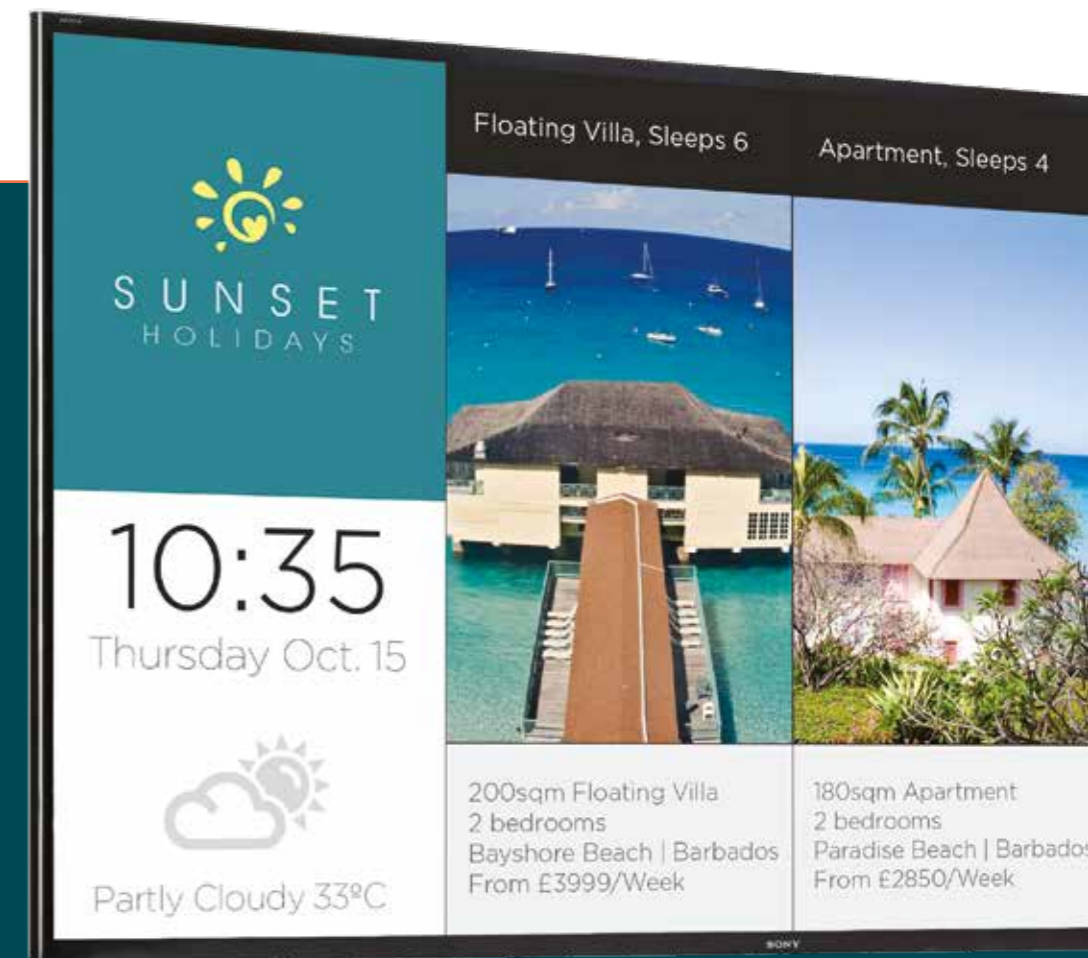 SONY
SUNSET
HOLIDAYS
10:35
Thursday Oct. 15
Partly Cloudy 33ºC
Floating Villa, Sleeps 6
200sqm Floating Villa
2 bedrooms
Bayshore Beach | Barbados
From £3999/Week
Apartment, Sleeps 4
180sqm Apartment
2 bedrooms
Paradise Beach | Barbados
From £2850/Week
SONY